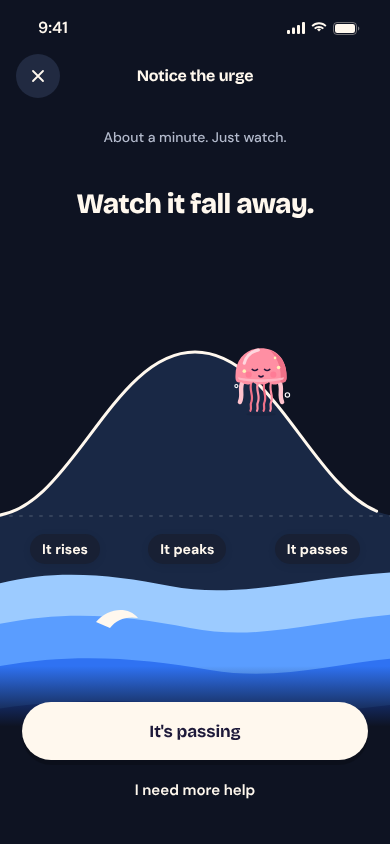 9:41
Notice the urge
About a minute. Just watch.
Watch it fall away.
It rises
It peaks
It passes
It's passing
I need more help